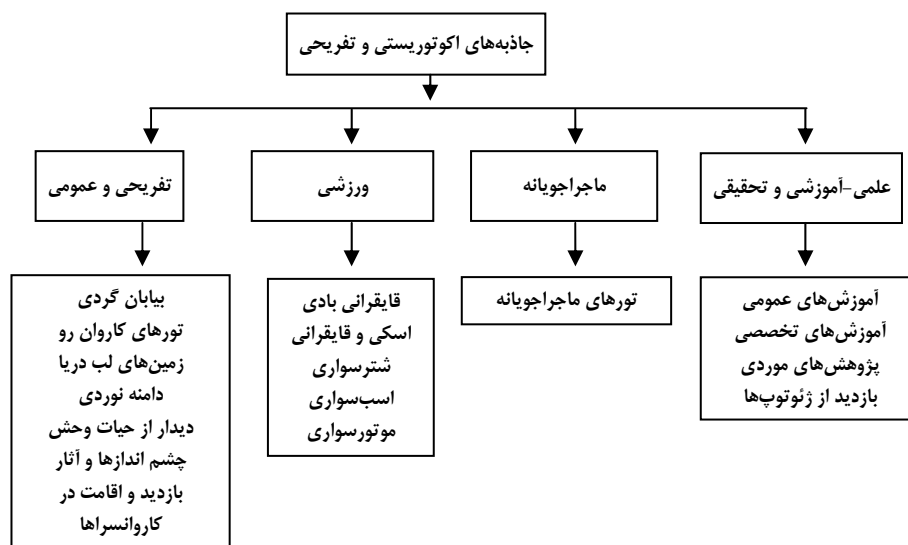 جاذبه‌های اکوتوریستی و تفریحی
علمی-آموزشی و تحقیقی
ماجراجویانه
ورزشی
تفریحی و عمومی
آموزش‌های عمومی
آموزش‌های تخصصی
پژوهش‌های موردی
بازدید از ژئوتوپ‌ها
تورهای ماجراجویانه
قایقرانی بادی
اسکی و قایقرانی
شترسواری
اسب‌سواری
موتورسواری
بیابان گردی
تورهای کاروان رو
زمین‌های لب دریا
دامنه نوردی
دیدار از حیات وحش
چشم اندازها و آثار
بازدید و اقامت در
کاروانسراها